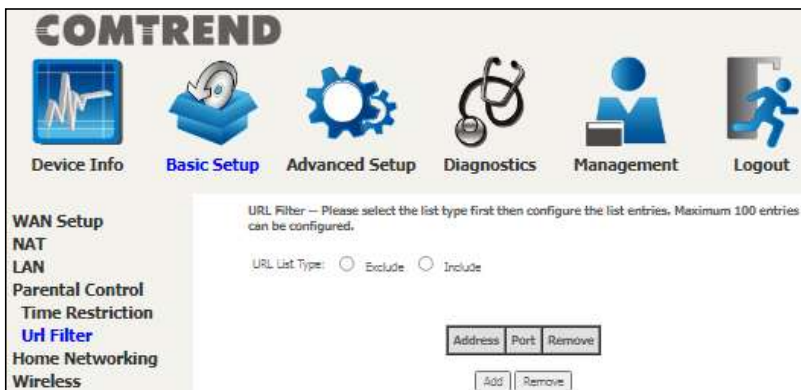 COMTREND
Device Info Basic Setup Advanced Setup Diagnostics Management Logout
WAN Setup
NAT
LAN
Parental Control
Time Restriction
Url Filter
Home Networking
Wireless
URL Filter -- Please select the list type first then configure the list entries. Maximum 100 entries
can be configured.
URL List Type: Exclude Include
Address Port Remove
Add Remove